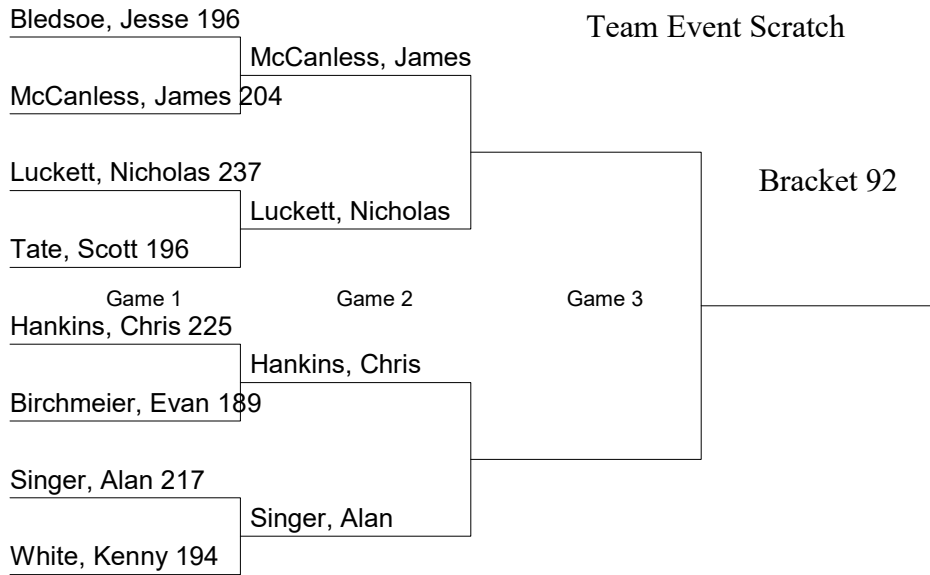 Bledsoe, Jesse 196
Team Event Scratch
McCanless, James
McCanless, James 204
Luckett, Nicholas 237
Bracket 92
Luckett, Nicholas
Tate, Scott 196
Game 1
Game 2
Game 3
Hankins, Chris 225
Hankins, Chris
Birchmeier, Evan 189
Singer, Alan 217
Singer, Alan
White, Kenny 194